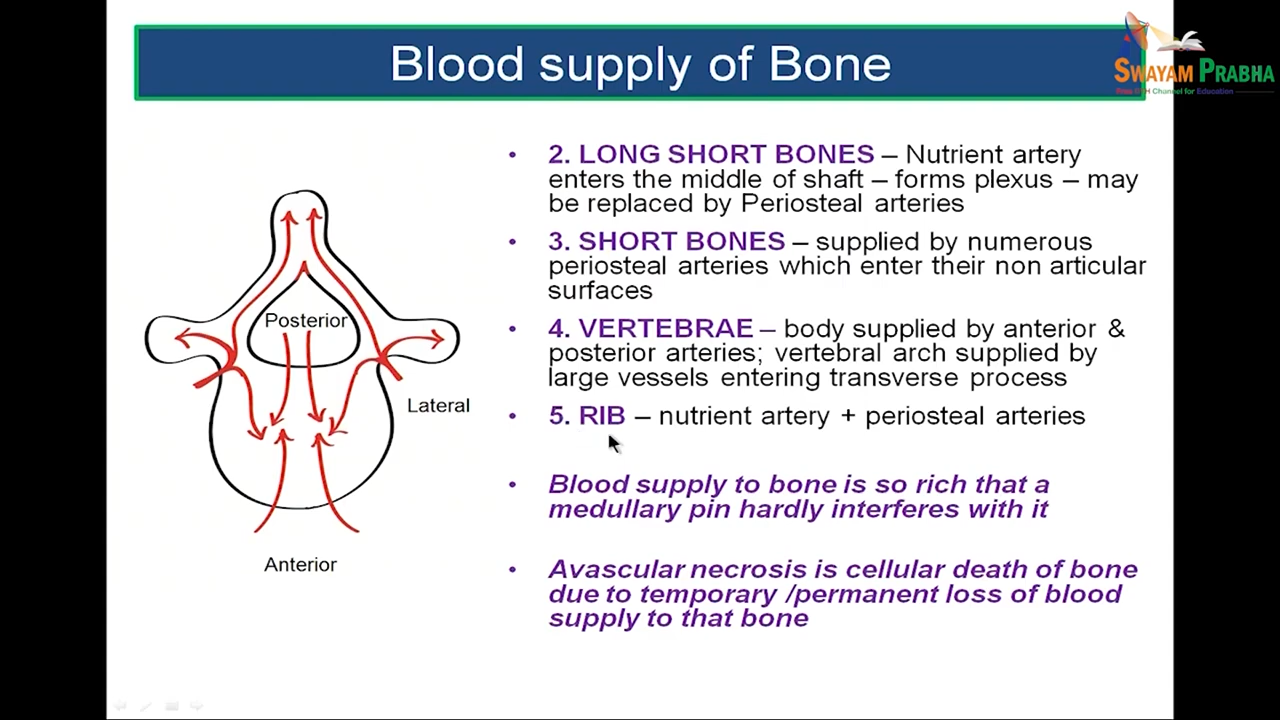 Blood supply of Bone
SWAYAM PRABHA
• 2. LONG SHORT BONES – Nutrient artery
enters the middle of shaft – forms plexus – may
be replaced by Periosteal arteries
• 3. SHORT BONES – supplied by numerous
periosteal arteries which enter their non articular
surfaces
• 4. VERTEBRAE – body supplied by anterior &
posterior arteries; vertebral arch supplied by
large vessels entering transverse process
• 5. RIB – nutrient artery + periosteal arteries
• Blood supply to bone is so rich that a
medullary pin hardly interferes with it
• Avascular necrosis is cellular death of bone
due to temporary /permanent loss of blood
supply to that bone
Posterior
Lateral
Anterior